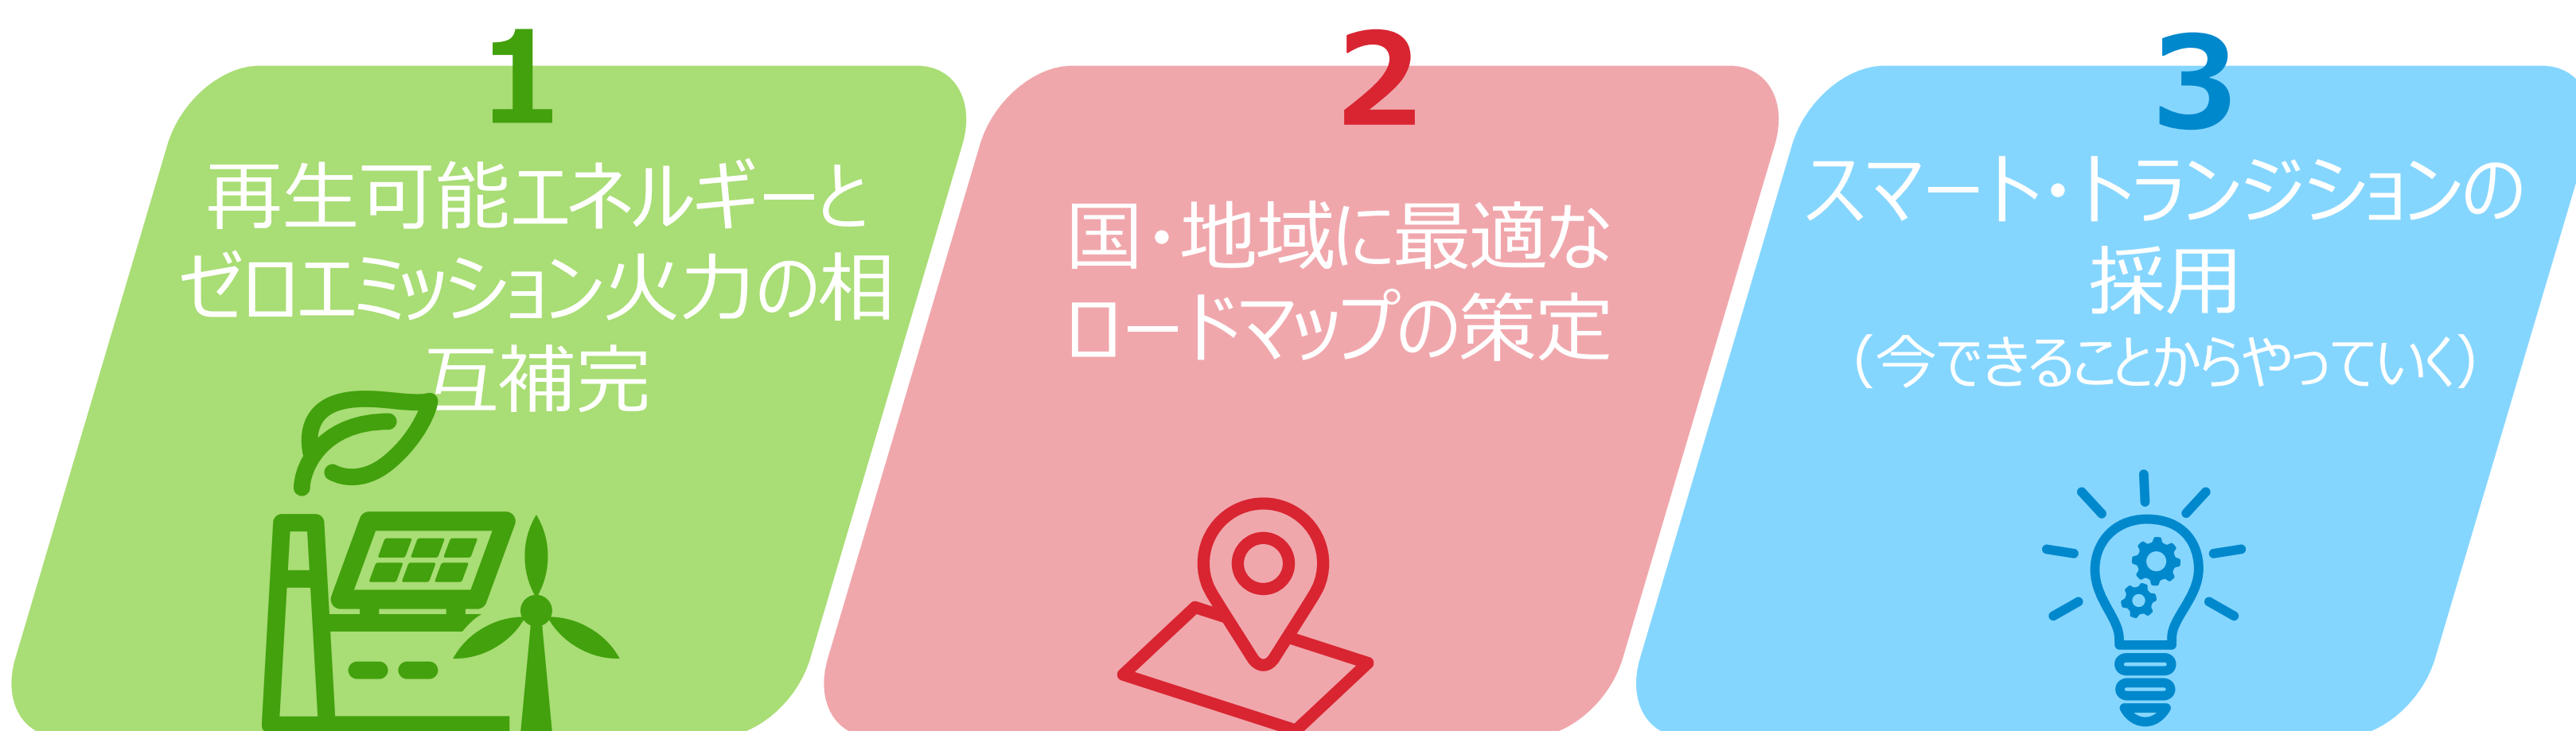 1
再生可能エネルギーと
ゼロエミッション火力の相
互補完
2
国・地域に最適な
ロードマップの策定
3
スマート・トランジションの
採用
（今できることからやっていく）